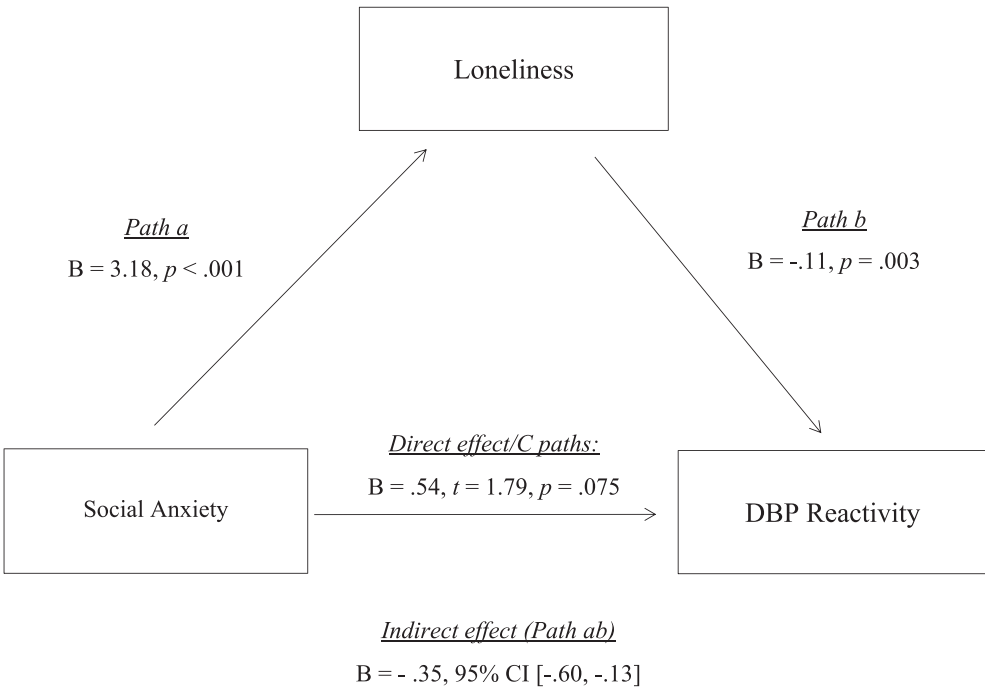 Loneliness
Path a
B = 3.18, p < .001
Path b
B = -.11, p = .003
Direct effect/C paths:
B = .54, t = 1.79, p = .075
Social Anxiety
DBP Reactivity
Indirect effect (Path ab)
B = - .35, 95% CI [-.60, -.13]